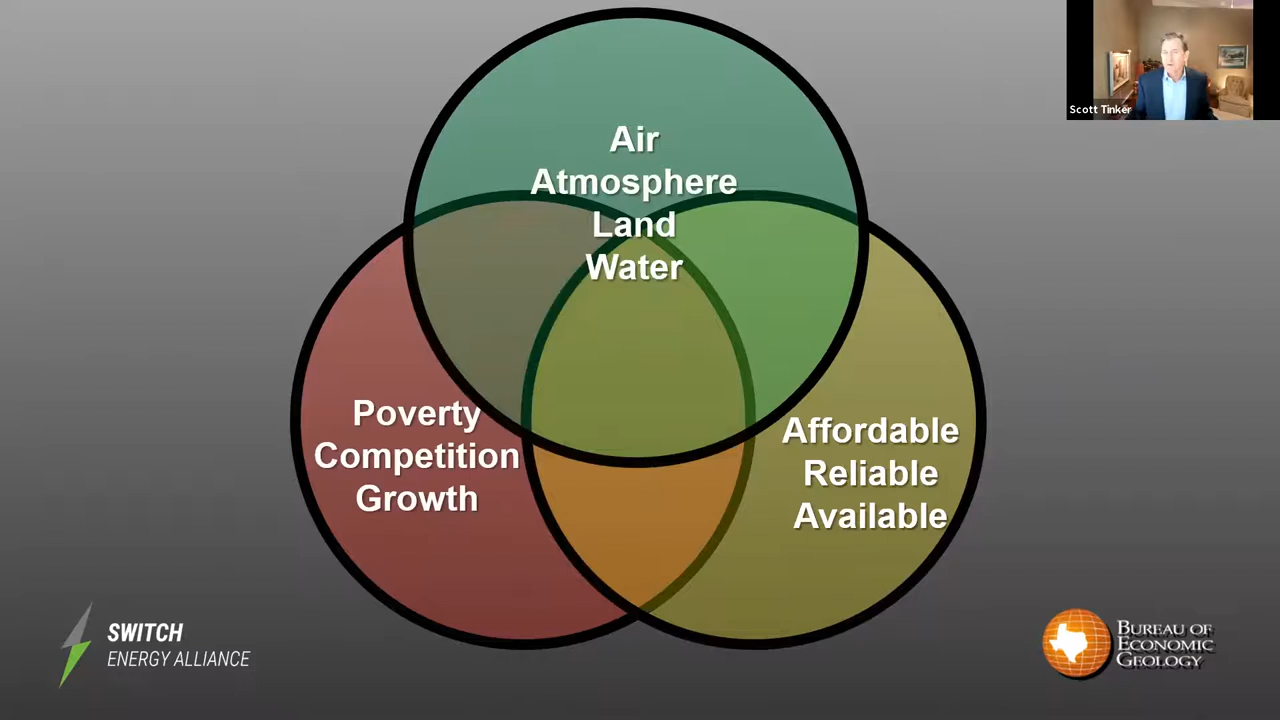 Air
Atmosphere
Land
Water
Scott Tinker
Poverty
Competition
Growth
Affordable
Reliable
Available
SWITCH
ENERGY ALLIANCE
BUREAU OF
ECONOMIC
GEOLOGY